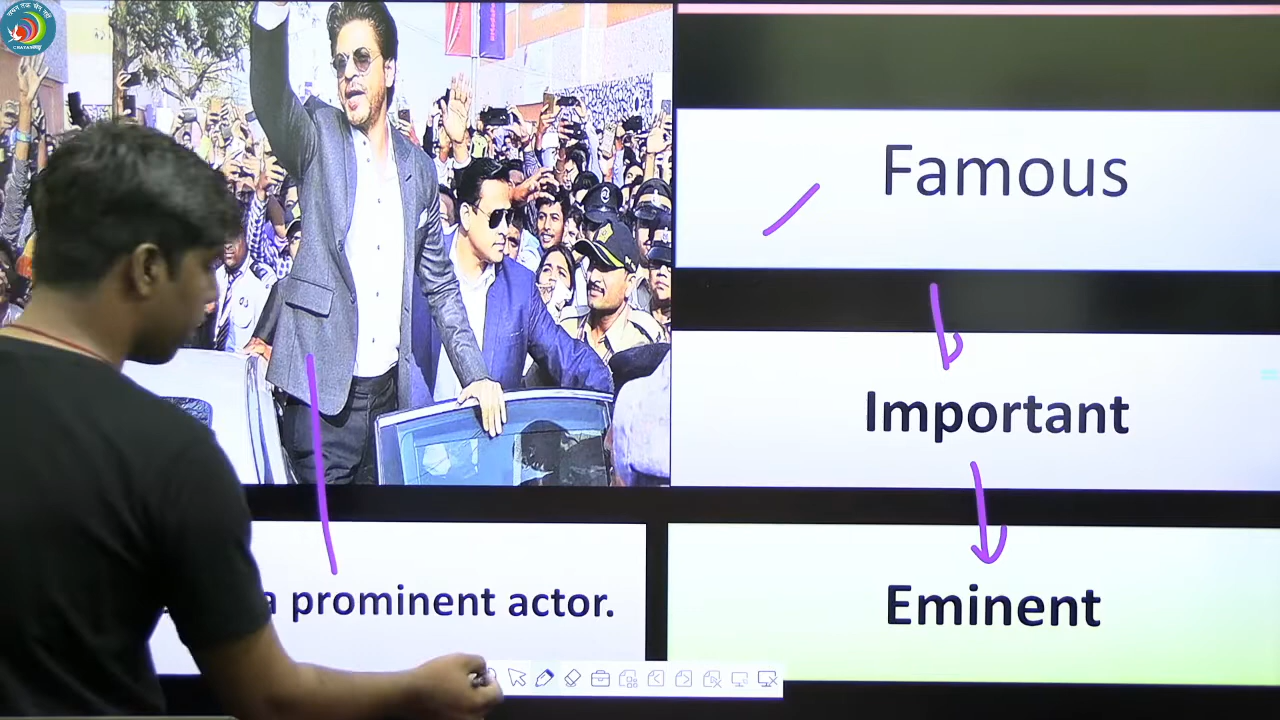 Famous
Important
Eminent
a prominent actor.